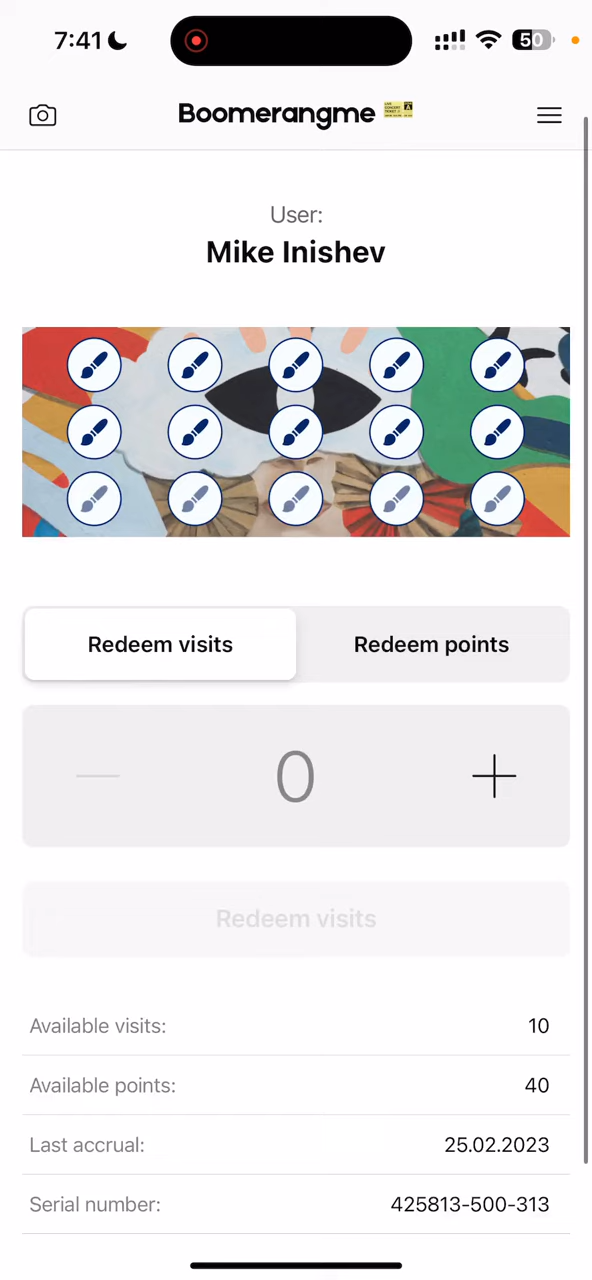 7:41
50
Boomerangme
User:
Mike Inishev
Redeem visits
Redeem points
0
Redeem visits
Available visits:
10
Available points:
40
Last accrual:
25.02.2023
Serial number:
425813-500-313